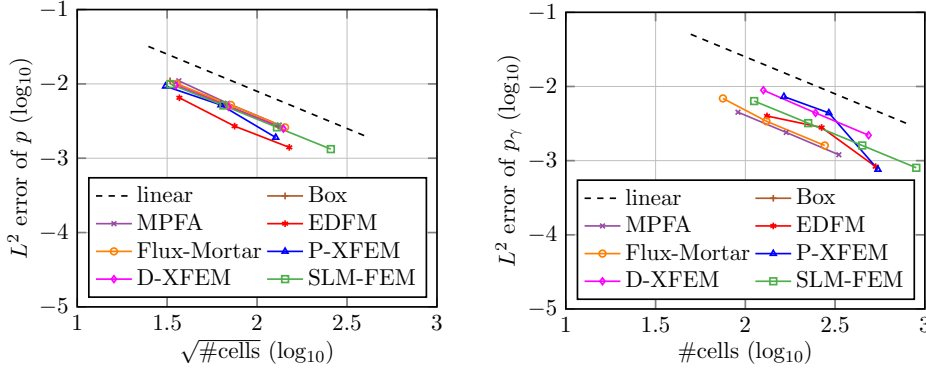 −1
−2
−3
−4
−5
1
1.5
2
2.5
3
L² error of p (log₁₀)
√#cells (log₁₀)
linear
Box
MPFA
EDFM
Flux-Mortar
P-XFEM
D-XFEM
SLM-FEM
−1
−2
−3
−4
−5
1
1.5
2
2.5
3
L² error of pᵧ (log₁₀)
#cells (log₁₀)
linear
Box
MPFA
EDFM
Flux-Mortar
P-XFEM
D-XFEM
SLM-FEM